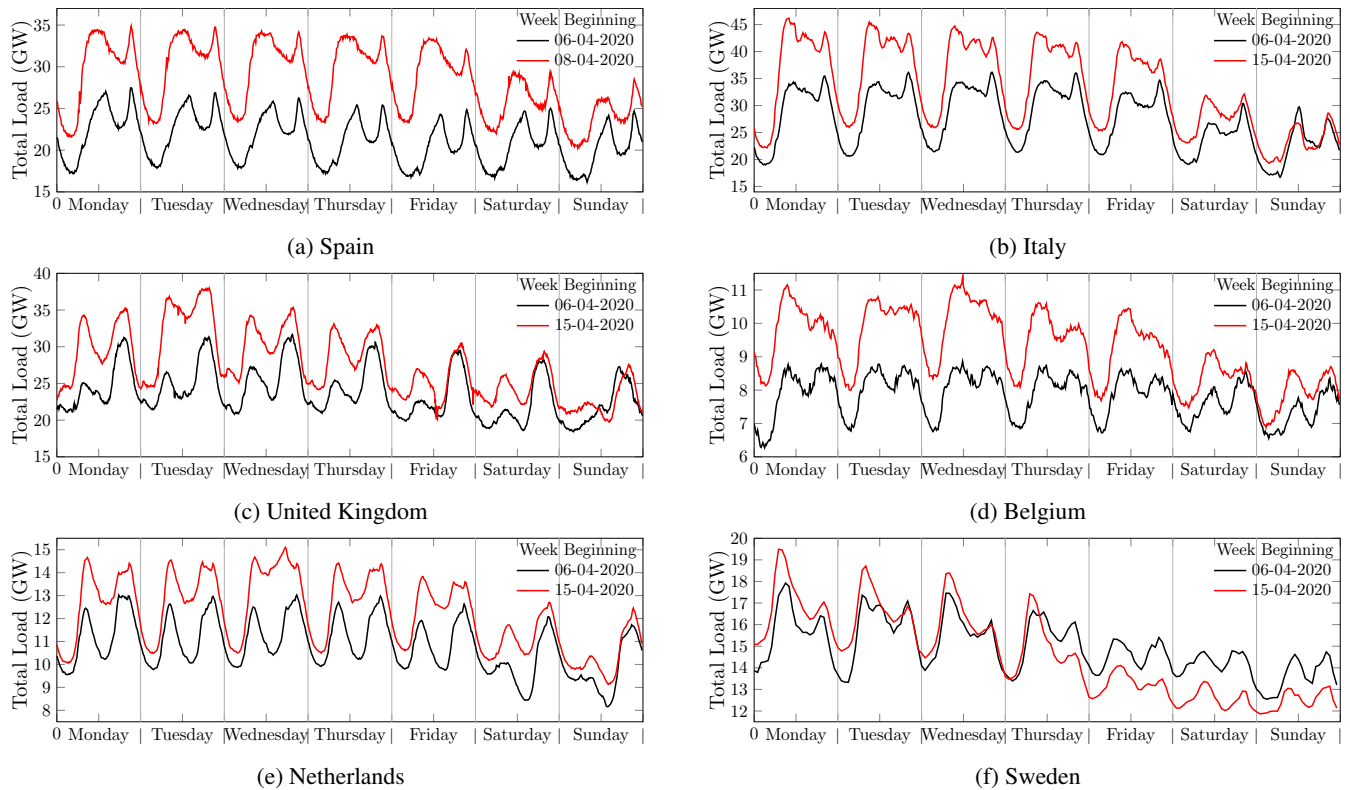 Total Load (GW)
35
30
25
20
15
Week Beginning
06-04-2020
08-04-2020
0 Monday | Tuesday |Wednesday| Thursday | Friday | Saturday | Sunday |
(a) Spain
Total Load (GW)
45
40
35
30
25
20
15
Week Beginning
06-04-2020
15-04-2020
0 Monday | Tuesday |Wednesday| Thursday | Friday | Saturday | Sunday |
(b) Italy
Total Load (GW)
40
35
30
25
20
15
Week Beginning
06-04-2020
15-04-2020
0 Monday | Tuesday |Wednesday| Thursday | Friday | Saturday | Sunday |
(c) United Kingdom
Total Load (GW)
11
10
9
8
7
6
Week Beginning
06-04-2020
15-04-2020
0 Monday | Tuesday |Wednesday| Thursday | Friday | Saturday | Sunday |
(d) Belgium
Total Load (GW)
15
14
13
12
11
10
9
8
Week Beginning
06-04-2020
15-04-2020
0 Monday | Tuesday |Wednesday| Thursday | Friday | Saturday | Sunday |
(e) Netherlands
Total Load (GW)
20
19
18
17
16
15
14
13
12
Week Beginning
06-04-2020
15-04-2020
0 Monday | Tuesday |Wednesday| Thursday | Friday | Saturday | Sunday |
(f) Sweden